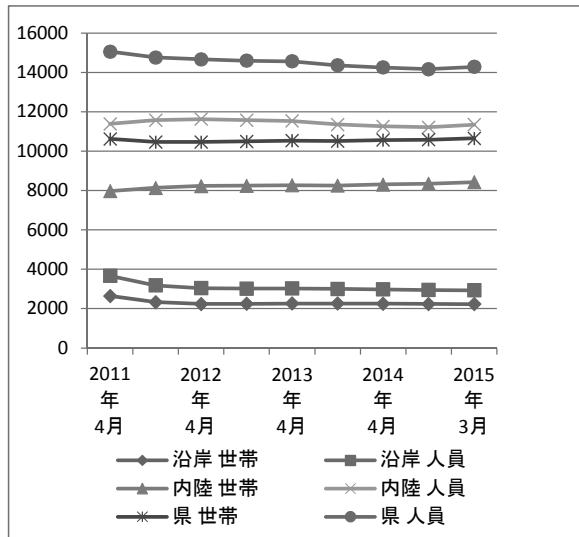 16000
14000
12000
10000
8000
6000
4000
2000
0
2011 2012 2013 2014 2015
年 年 年 年 年
4月 4月 4月 4月 3月
沿岸 世帯 沿岸 人員
内陸 世帯 内陸 人員
県 世帯 県 人員